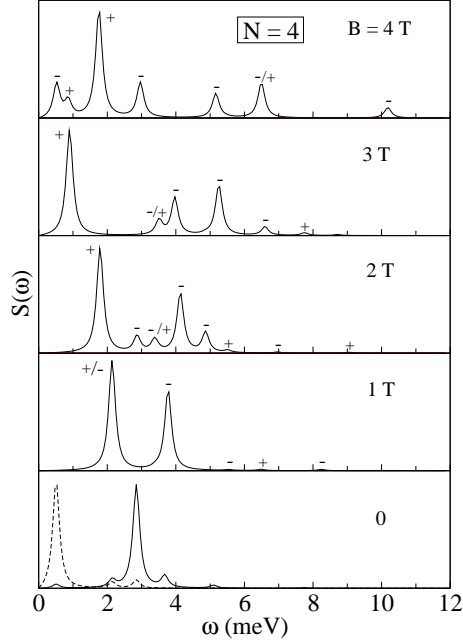 N = 4
B = 4 T
- + + - - -/+ -
3 T
+ -/+ - - - +
2 T
+ - -/+ - - + - +
1 T
+/- - - + -
0
S(ω)
0 2 4 6 8 10 12
ω (meV)